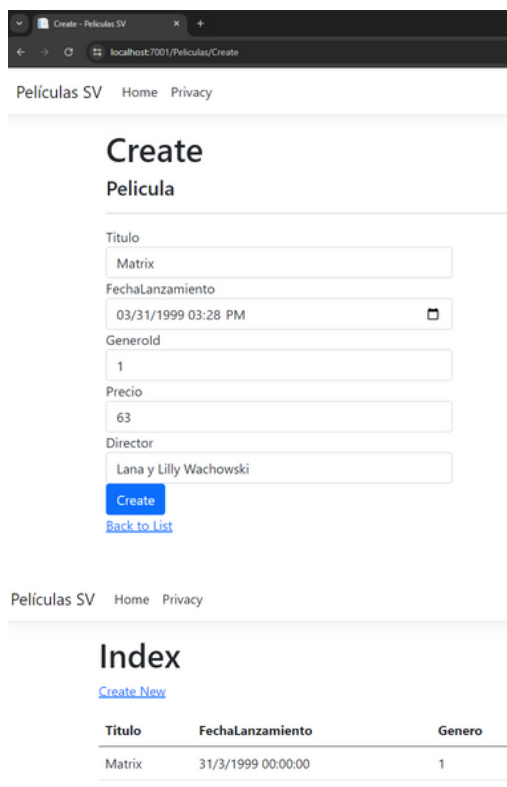 Create - Peliculas SV
localhost:7001/Peliculas/Create
Películas SV Home Privacy
Create
Pelicula
Titulo
Matrix
FechaLanzamiento
03/31/1999 03:28 PM
GeneroId
1
Precio
63
Director
Lana y Lilly Wachowski
Create
Back to List
Películas SV Home Privacy
Index
Create New
Titulo FechaLanzamiento Genero
Matrix 31/3/1999 00:00:00 1